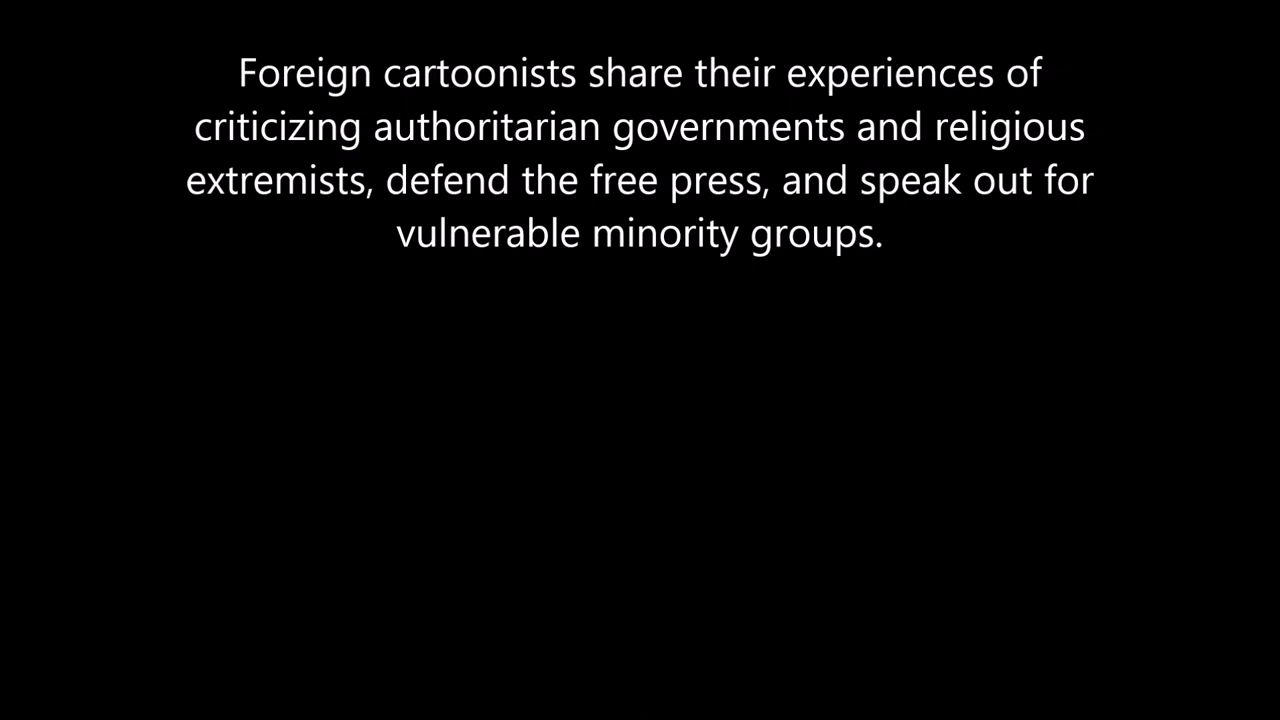 Foreign cartoonists share their experiences of
criticizing authoritarian governments and religious
extremists, defend the free press, and speak out for
vulnerable minority groups.